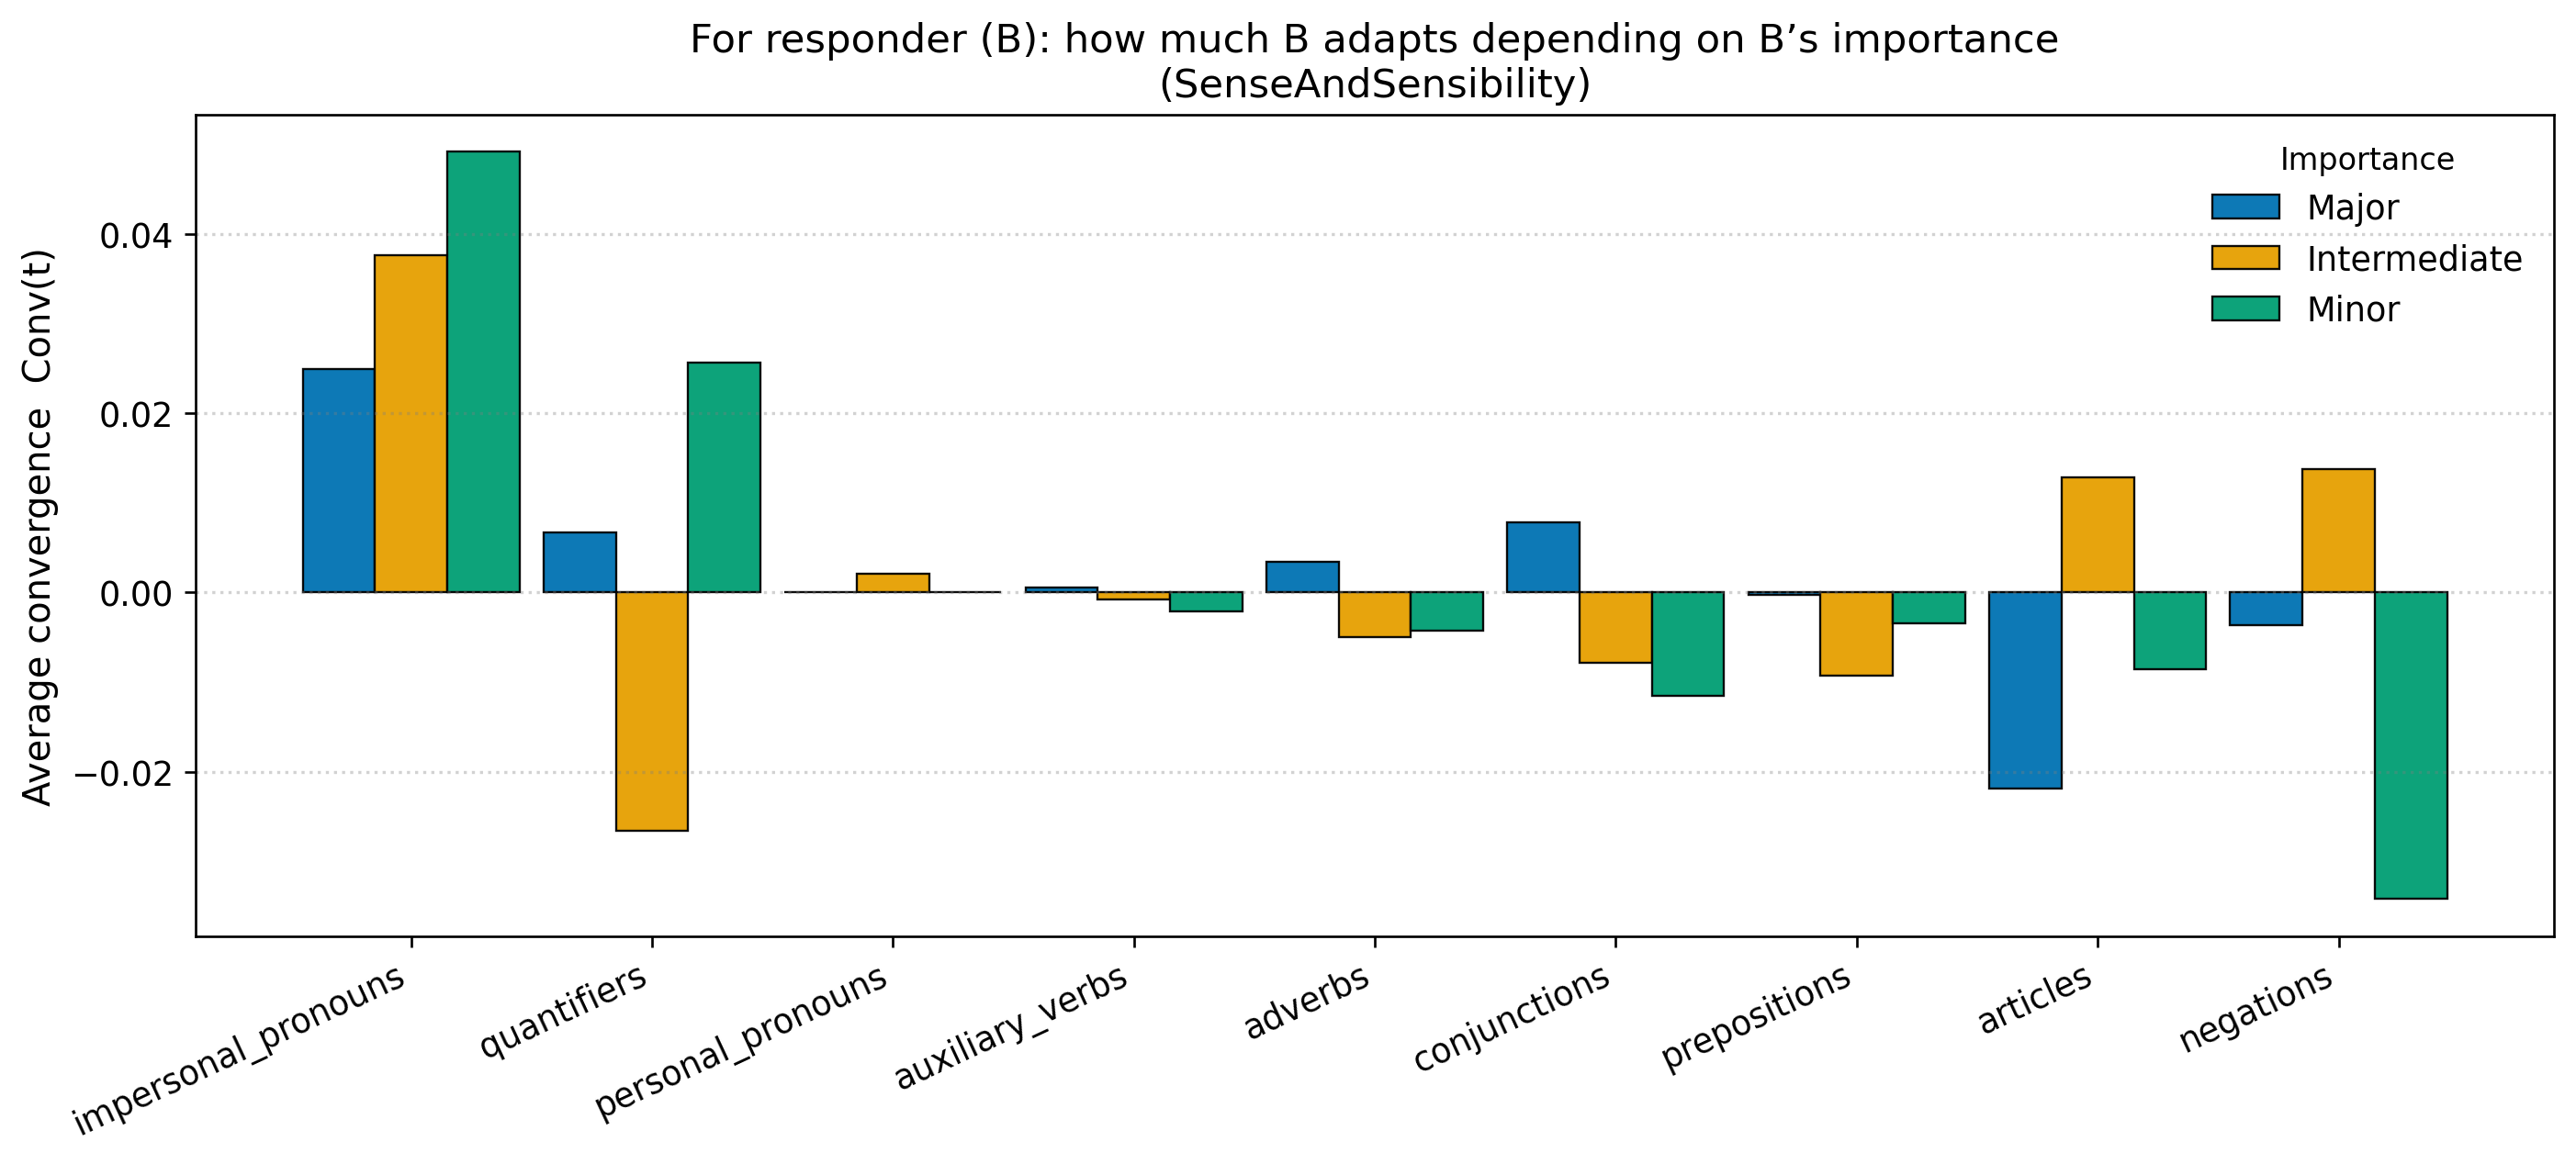 For responder (B): how much B adapts depending on B’s importance
(SenseAndSensibility)
Average convergence  Conv(t)
0.04
0.02
0.00
−0.02
Importance
Major
Intermediate
Minor
impersonal_pronouns
quantifiers
personal_pronouns
auxiliary_verbs
adverbs
conjunctions
prepositions
articles
negations